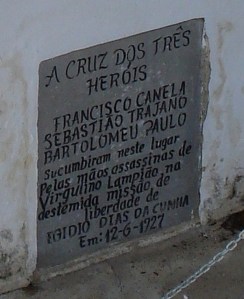 A CRUZ DOS TRÊS
HERÓIS
FRANCISCO CANELA
SEBASTIÃO TRAJANO
BARTOLOMEU PAULO
Sucumbiram neste lugar
Pelas mãos assassinas de
Virgulino Lampião, na
destemida missão de
liberdade de
EGIDIO DIAS DA CUNHA
Em: 12-6-1927